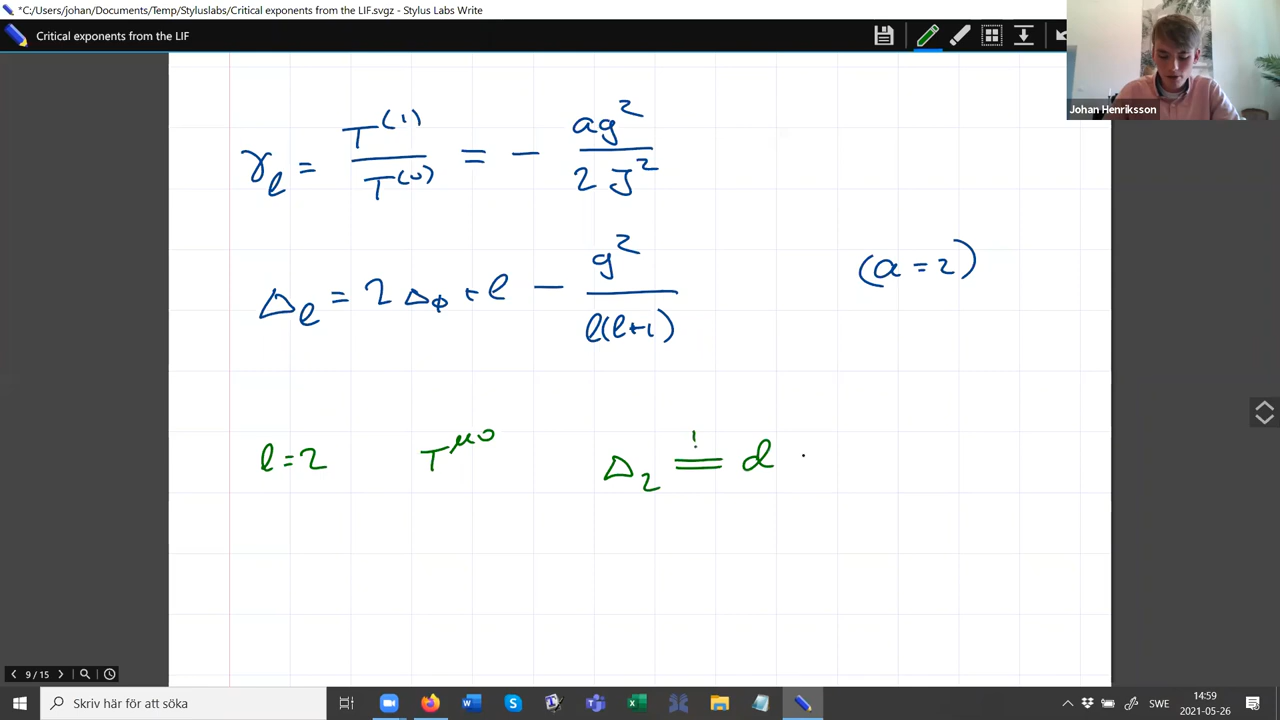 *C:/Users/johan/Documents/Temp/Styluslabs/Critical exponents from the LIF.svgz - Stylus Labs Write
Critical exponents from the LIF
Johan Henriksson
γ_ℓ = T^(1) / T^(0) = − ag² / 2 J²
Δ_ℓ = 2Δ_ϕ + ℓ − g² / ℓ(ℓ+1)
(a = 2)
ℓ = 2 T^μν Δ_2 =^! d
9 / 15
Skriv här för att söka
SWE
14:59
2021-05-26